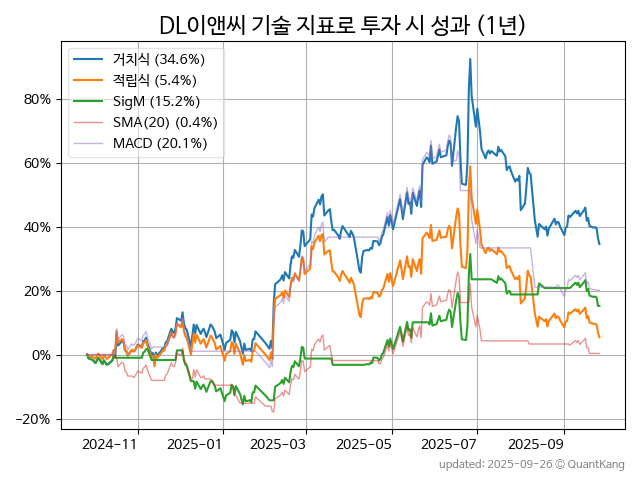 DL이앤씨 기술 지표로 투자 시 성과 (1년)
거치식 (34.6%)
적립식 (5.4%)
SigM (15.2%)
SMA(20) (0.4%)
MACD (20.1%)
80%
60%
40%
20%
0%
−20%
2024-11
2025-01
2025-03
2025-05
2025-07
2025-09
updated: 2025-09-26 © QuantKang